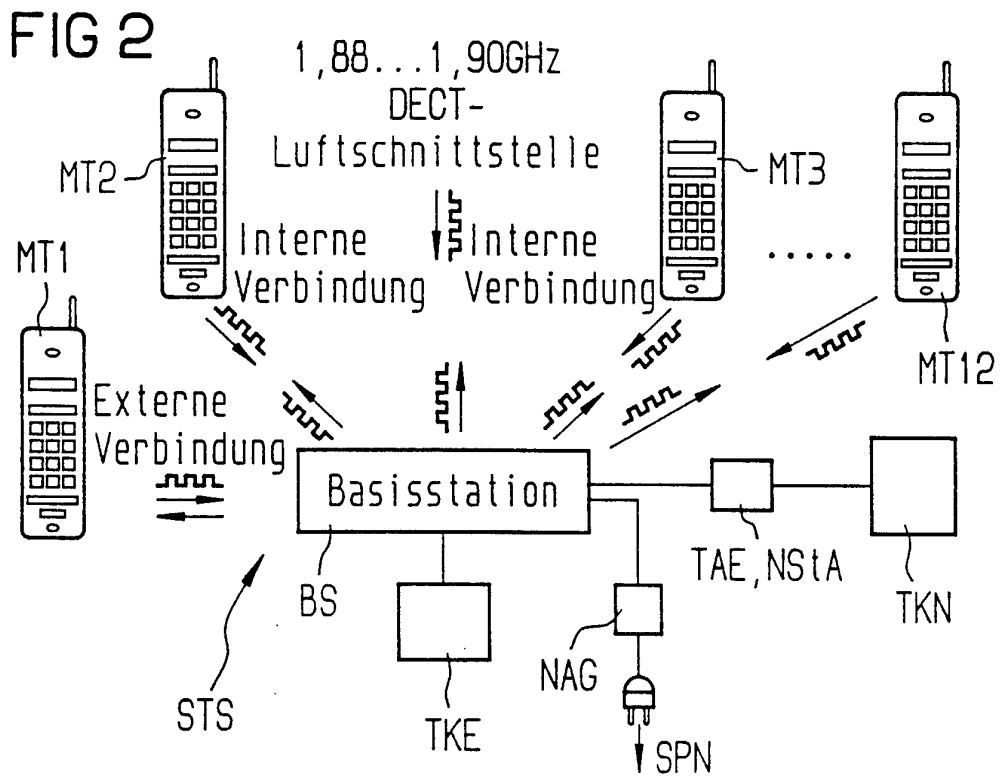 FIG 2
1,88...1,90GHz
DECT-
Luftschnittstelle
MT2
MT3
MT1
Interne
Verbindung
Interne
Verbindung
.....
MT12
Externe
Verbindung
Basisstation
BS
TAE,NStA
TKN
NAG
STS
TKE
SPN